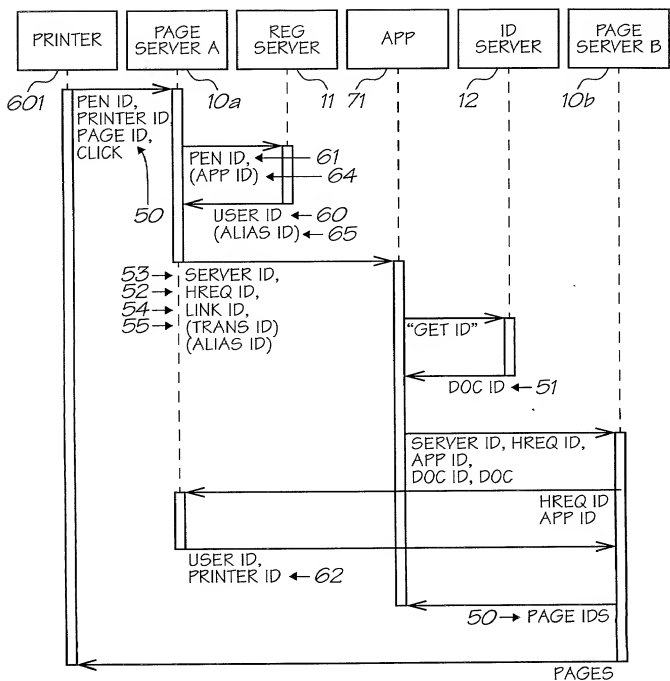 PRINTER
PAGE
SERVER A
REG
SERVER
APP
ID
SERVER
PAGE
SERVER B
601
10a
11
71
12
10b
PEN ID,
PRINTER ID,
PAGE ID,
CLICK
50
PEN ID,
61
(APP ID)
64
USER ID
60
(ALIAS ID)
65
53
SERVER ID,
52
HREQ ID,
54
LINK ID,
55
(TRANS ID)
(ALIAS ID)
“GET ID”
DOC ID
51
SERVER ID, HREQ ID,
APP ID,
DOC ID, DOC
HREQ ID
APP ID
USER ID,
PRINTER ID
62
50
PAGE IDS
PAGES